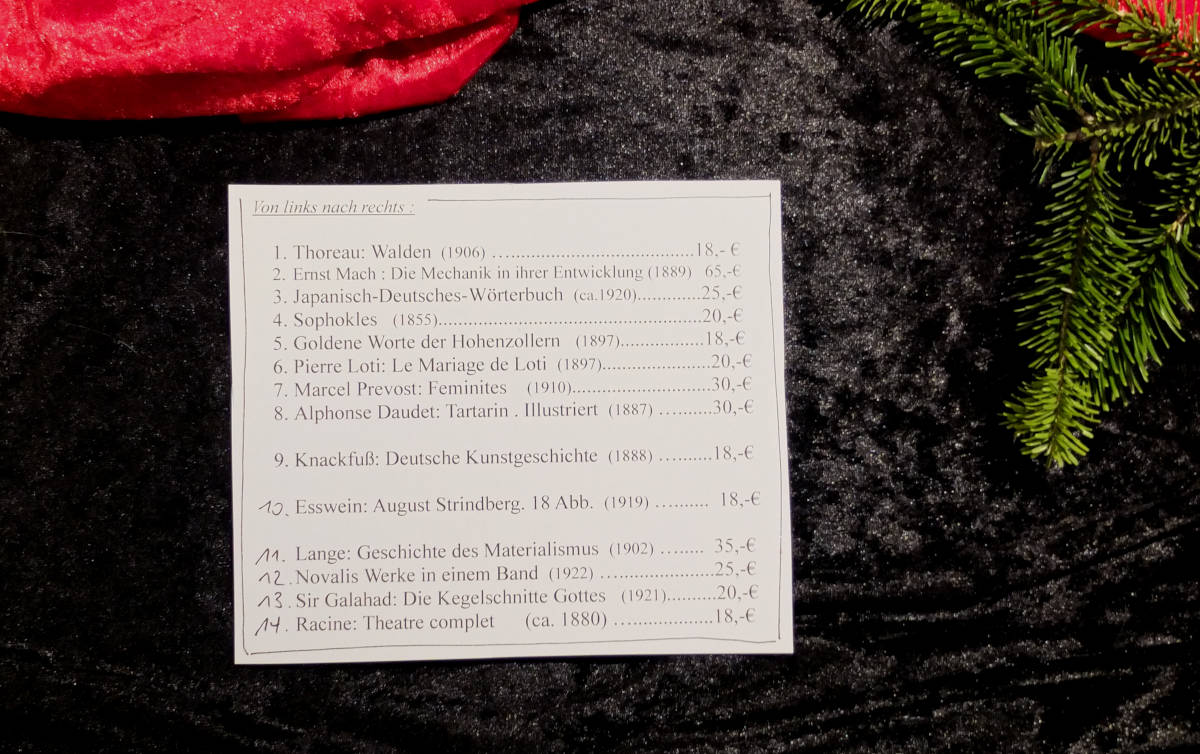 Von links nach rechts :
1. Thoreau: Walden (1906) ........................................18,- €
2. Ernst Mach : Die Mechanik in ihrer Entwicklung (1889) 65,-€
3. Japanisch-Deutsches-Wörterbuch (ca.1920).............25,-€
4. Sophokles (1855)......................................................20,-€
5. Goldene Worte der Hohenzollern (1897).................18,-€
6. Pierre Loti: Le Mariage de Loti (1897)......................20,-€
7. Marcel Prevost: Feminites (1910)............................30,-€
8. Alphonse Daudet: Tartarin . Illustriert (1887) ..........30,-€
9. Knackfuß: Deutsche Kunstgeschichte (1888) ..........18,-€
10. Esswein: August Strindberg. 18 Abb. (1919) .......... 18,-€
11. Lange: Geschichte des Materialismus (1902) ........ 35,-€
12. Novalis Werke in einem Band (1922) .......................25,-€
13. Sir Galahad: Die Kegelschnitte Gottes (1921)..........20,-€
14. Racine: Theatre complet (ca. 1880) ....................18,-€